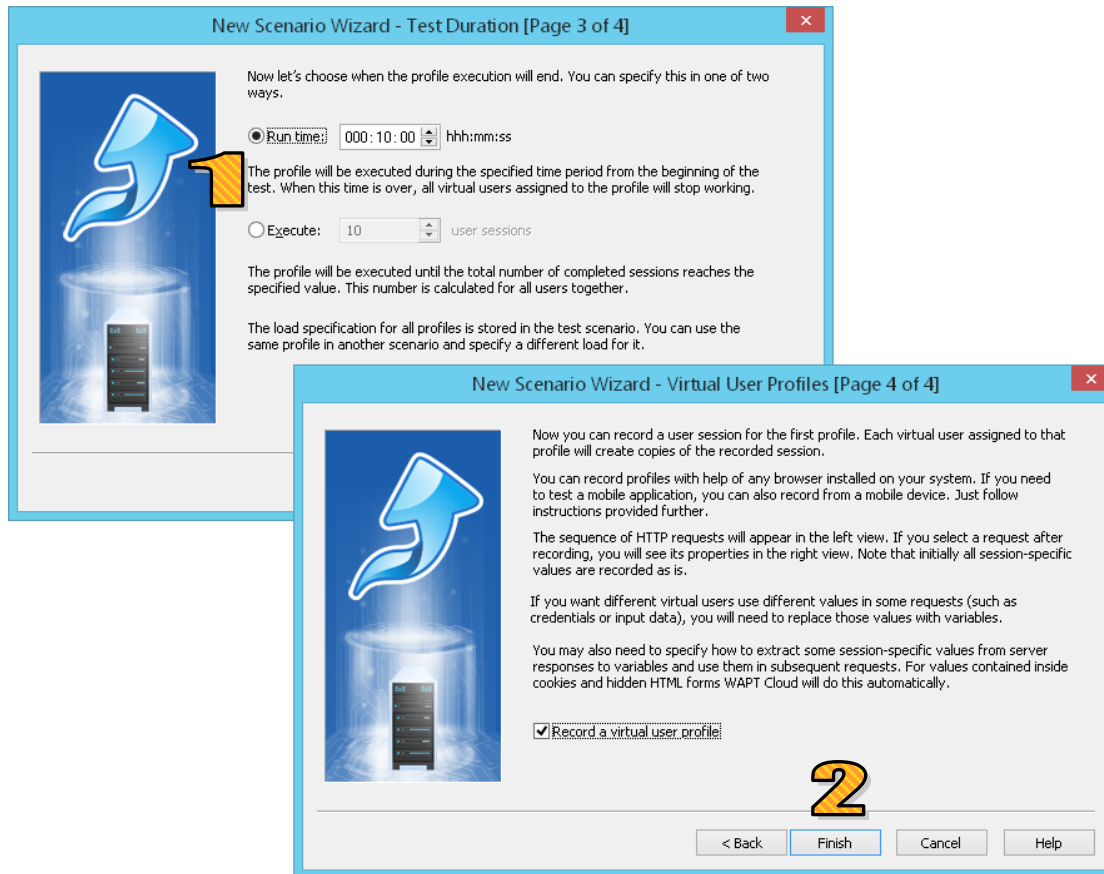 New Scenario Wizard - Test Duration [Page 3 of 4]
Now let's choose when the profile execution will end. You can specify this in one of two
ways.
Run time: 000:10:00 hhh:mm:ss
1
The profile will be executed during the specified time period from the beginning of the
test. When this time is over, all virtual users assigned to the profile will stop working.
Execute: 10 user sessions
The profile will be executed until the total number of completed sessions reaches the
specified value. This number is calculated for all users together.
The load specification for all profiles is stored in the test scenario. You can use the
same profile in another scenario and specify a different load for it.
New Scenario Wizard - Virtual User Profiles [Page 4 of 4]
Now you can record a user session for the first profile. Each virtual user assigned to that
profile will create copies of the recorded session.
You can record profiles with help of any browser installed on your system. If you need
to test a mobile application, you can also record from a mobile device. Just follow
instructions provided further.
The sequence of HTTP requests will appear in the left view. If you select a request after
recording, you will see its properties in the right view. Note that initially all session-specific
values are recorded as is.
If you want different virtual users use different values in some requests (such as
credentials or input data), you will need to replace those values with variables.
You may also need to specify how to extract some session-specific values from server
responses to variables and use them in subsequent requests. For values contained inside
cookies and hidden HTML forms WAPT Cloud will do this automatically.
Record a virtual user profile
2
< Back Finish Cancel Help